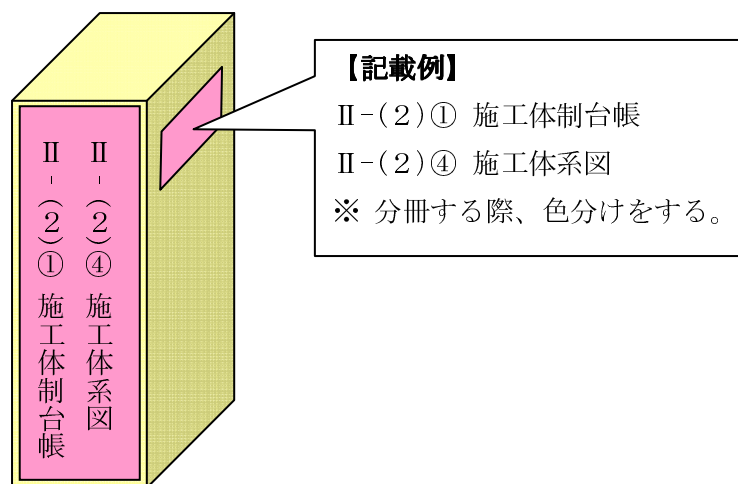 Ⅱ-(2)④ 施工体系図
Ⅱ-(2)① 施工体制台帳
【記載例】
Ⅱ-(2)① 施工体制台帳
Ⅱ-(2)④ 施工体系図
※ 分冊する際、色分けをする。